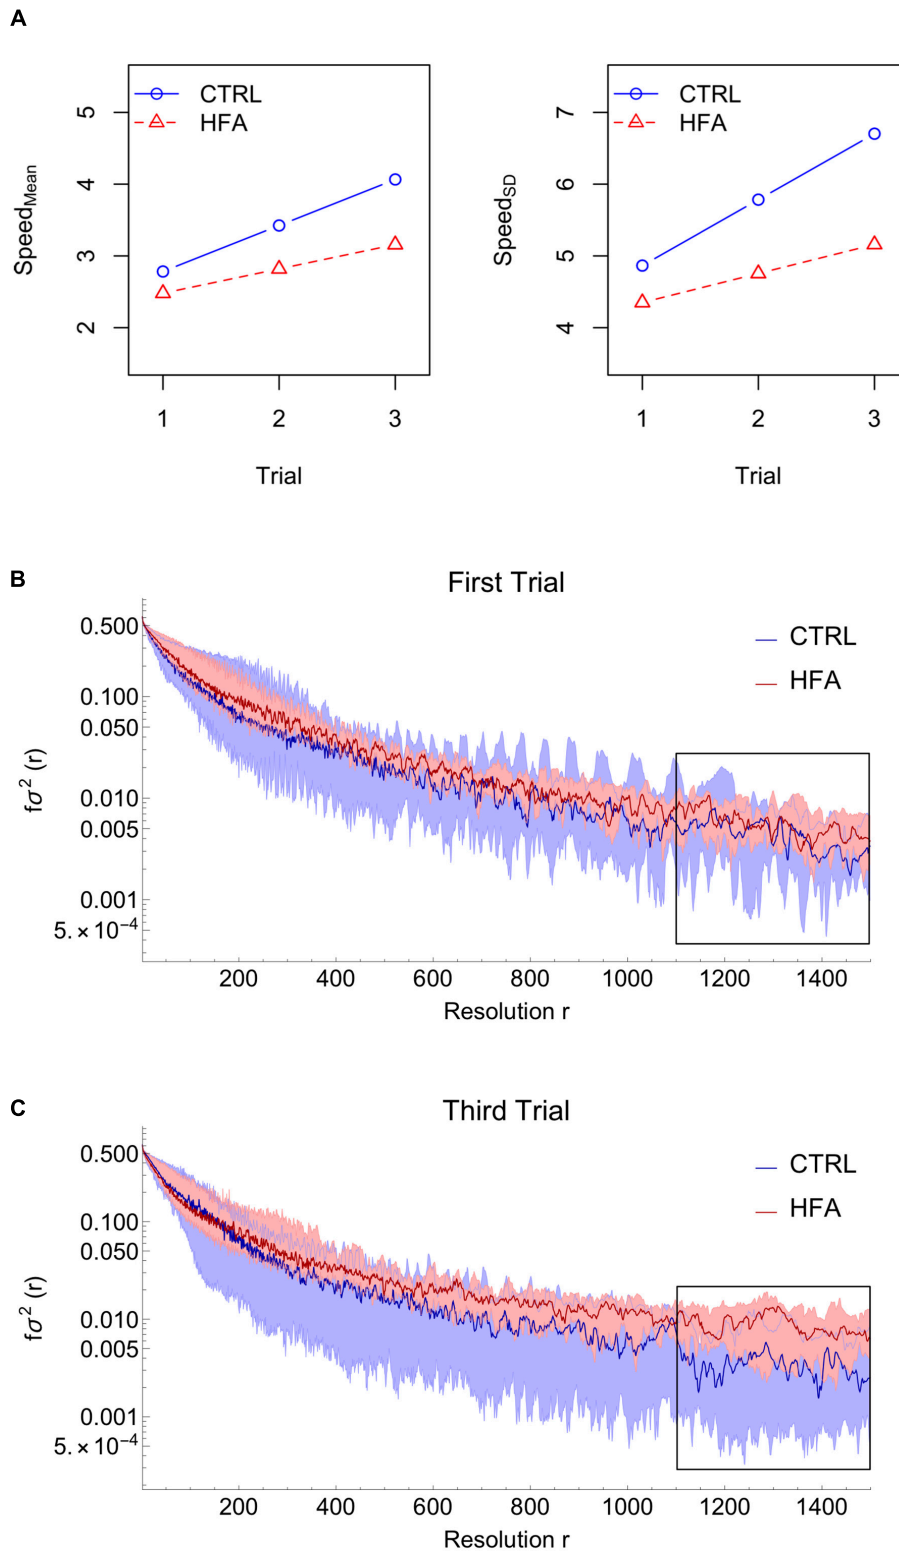 A
CTRL
HFA
5
4
3
2
Speed_Mean
1 2 3
Trial
CTRL
HFA
7
6
5
4
Speed_SD
1 2 3
Trial
B
First Trial
CTRL
HFA
0.500
0.100
0.050
0.010
0.005
0.001
5.×10⁻⁴
fσ² (r)
200 400 600 800 1000 1200 1400
Resolution r
C
Third Trial
CTRL
HFA
0.500
0.100
0.050
0.010
0.005
0.001
5.×10⁻⁴
fσ² (r)
200 400 600 800 1000 1200 1400
Resolution r